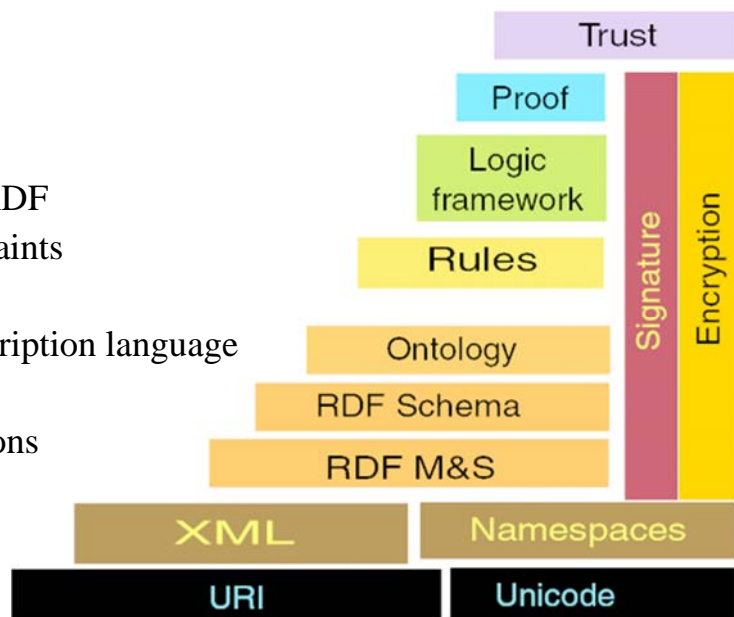 Trust
Proof
Logic
framework
RDF
aints
Rules
Signature
Encryption
ription language
Ontology
RDF Schema
ons
RDF M&S
XML
Namespaces
URI
Unicode